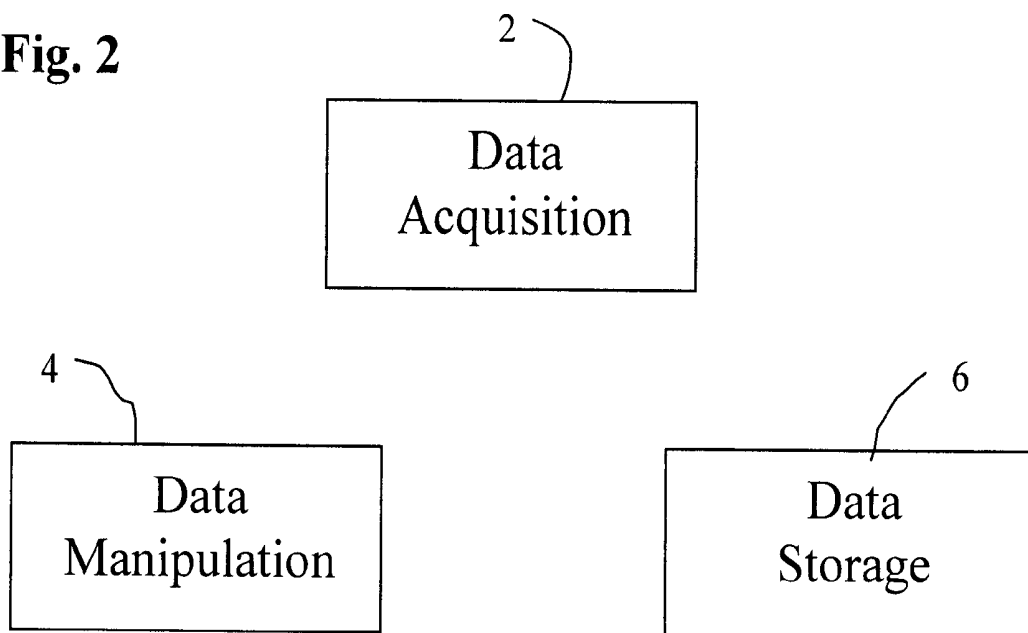 Fig. 2
2
Data
Acquisition
4
Data
Manipulation
6
Data
Storage